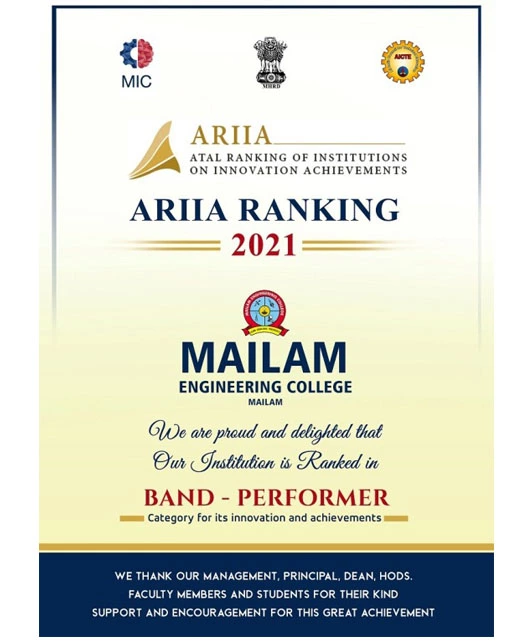 MIC
MHRD
AICTE
ARIIA
ATAL RANKING OF INSTITUTIONS
ON INNOVATION ACHIEVEMENTS
ARIIA RANKING
2021
MAILAM
ENGINEERING COLLEGE
MAILAM
We are proud and delighted that
Our Institution is Ranked in
BAND - PERFORMER
Category for its innovation and achievements
WE THANK OUR MANAGEMENT, PRINCIPAL, DEAN, HODS.
FACULTY MEMBERS AND STUDENTS FOR THEIR KIND
SUPPORT AND ENCOURAGEMENT FOR THIS GREAT ACHIEVEMENT